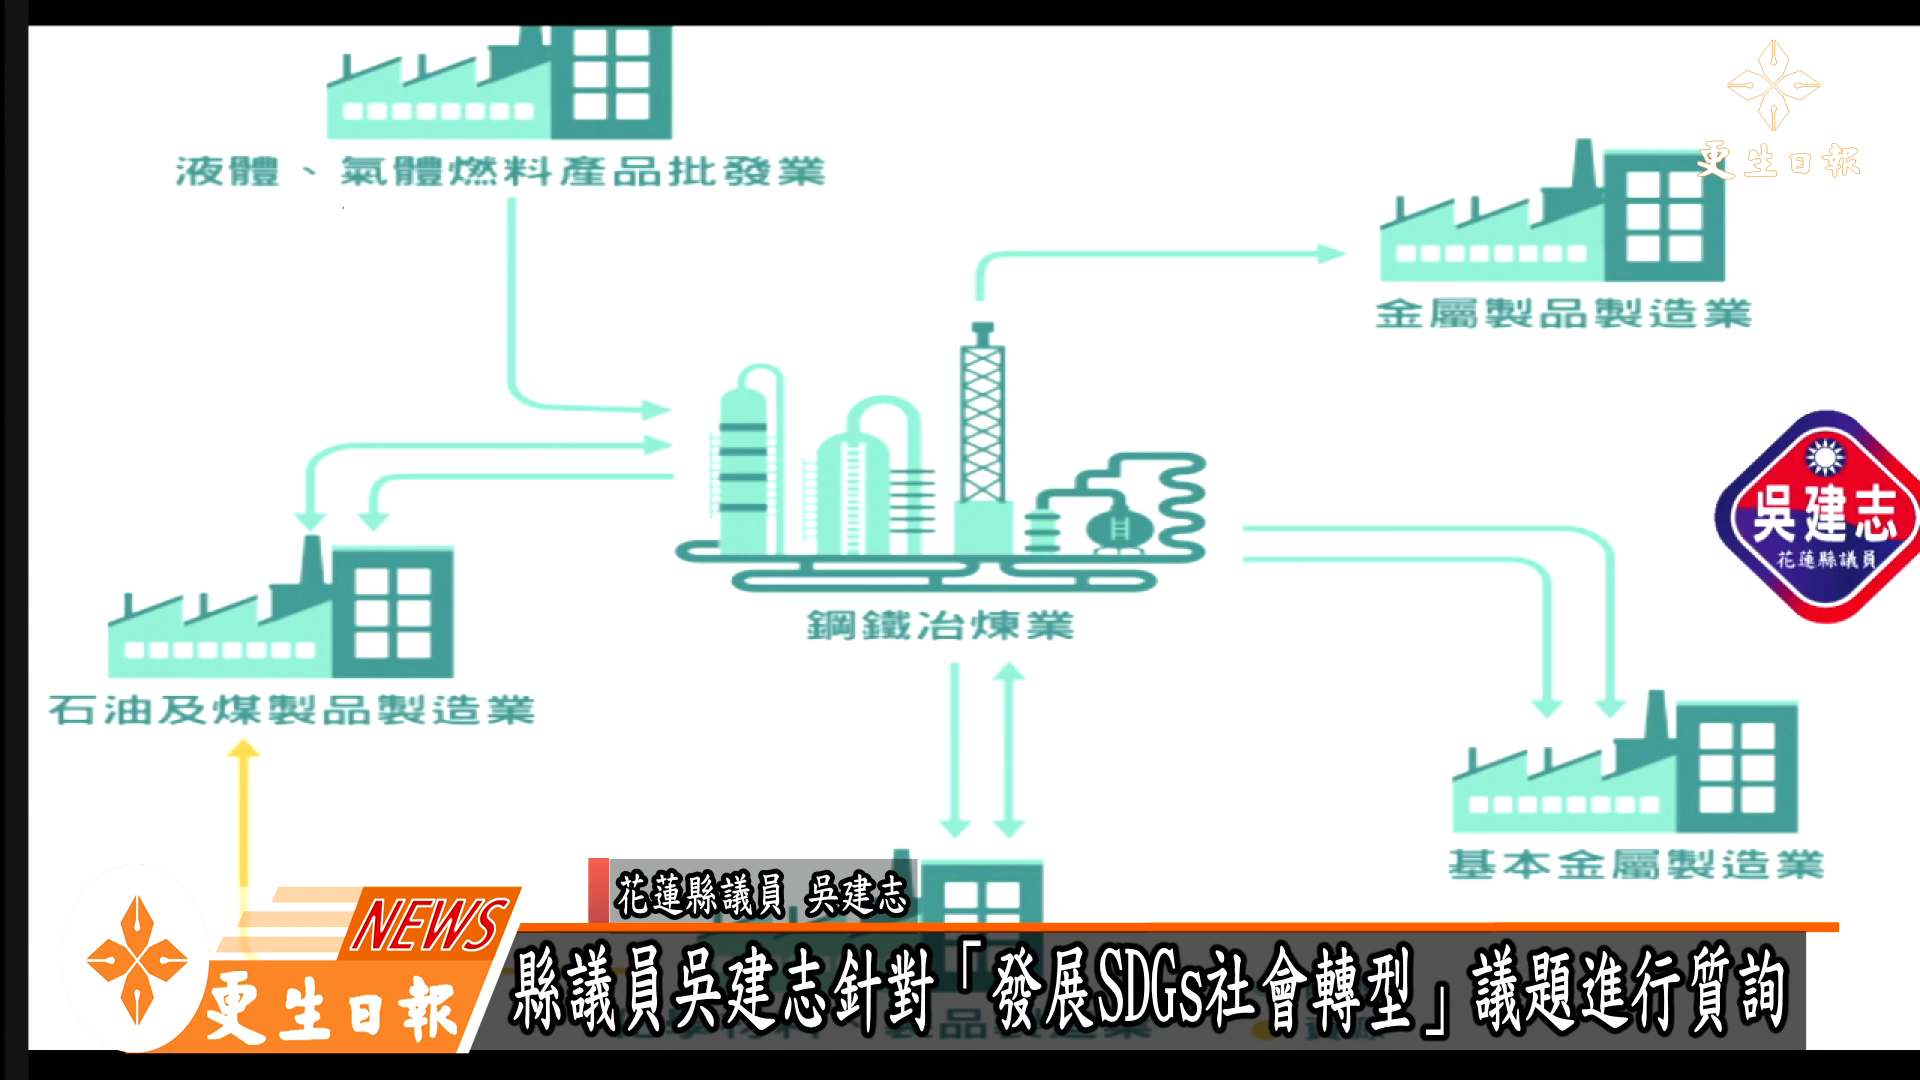 更生日報
液體、氣體燃料產品批發業
金屬製品製造業
吳建志
花蓮縣議員
鋼鐵冶煉業
石油及煤製品製造業
基本金屬製造業
花蓮縣議員 吳建志
NEWS
更生日報
縣議員吳建志針對「發展SDGs社會轉型」議題進行質詢